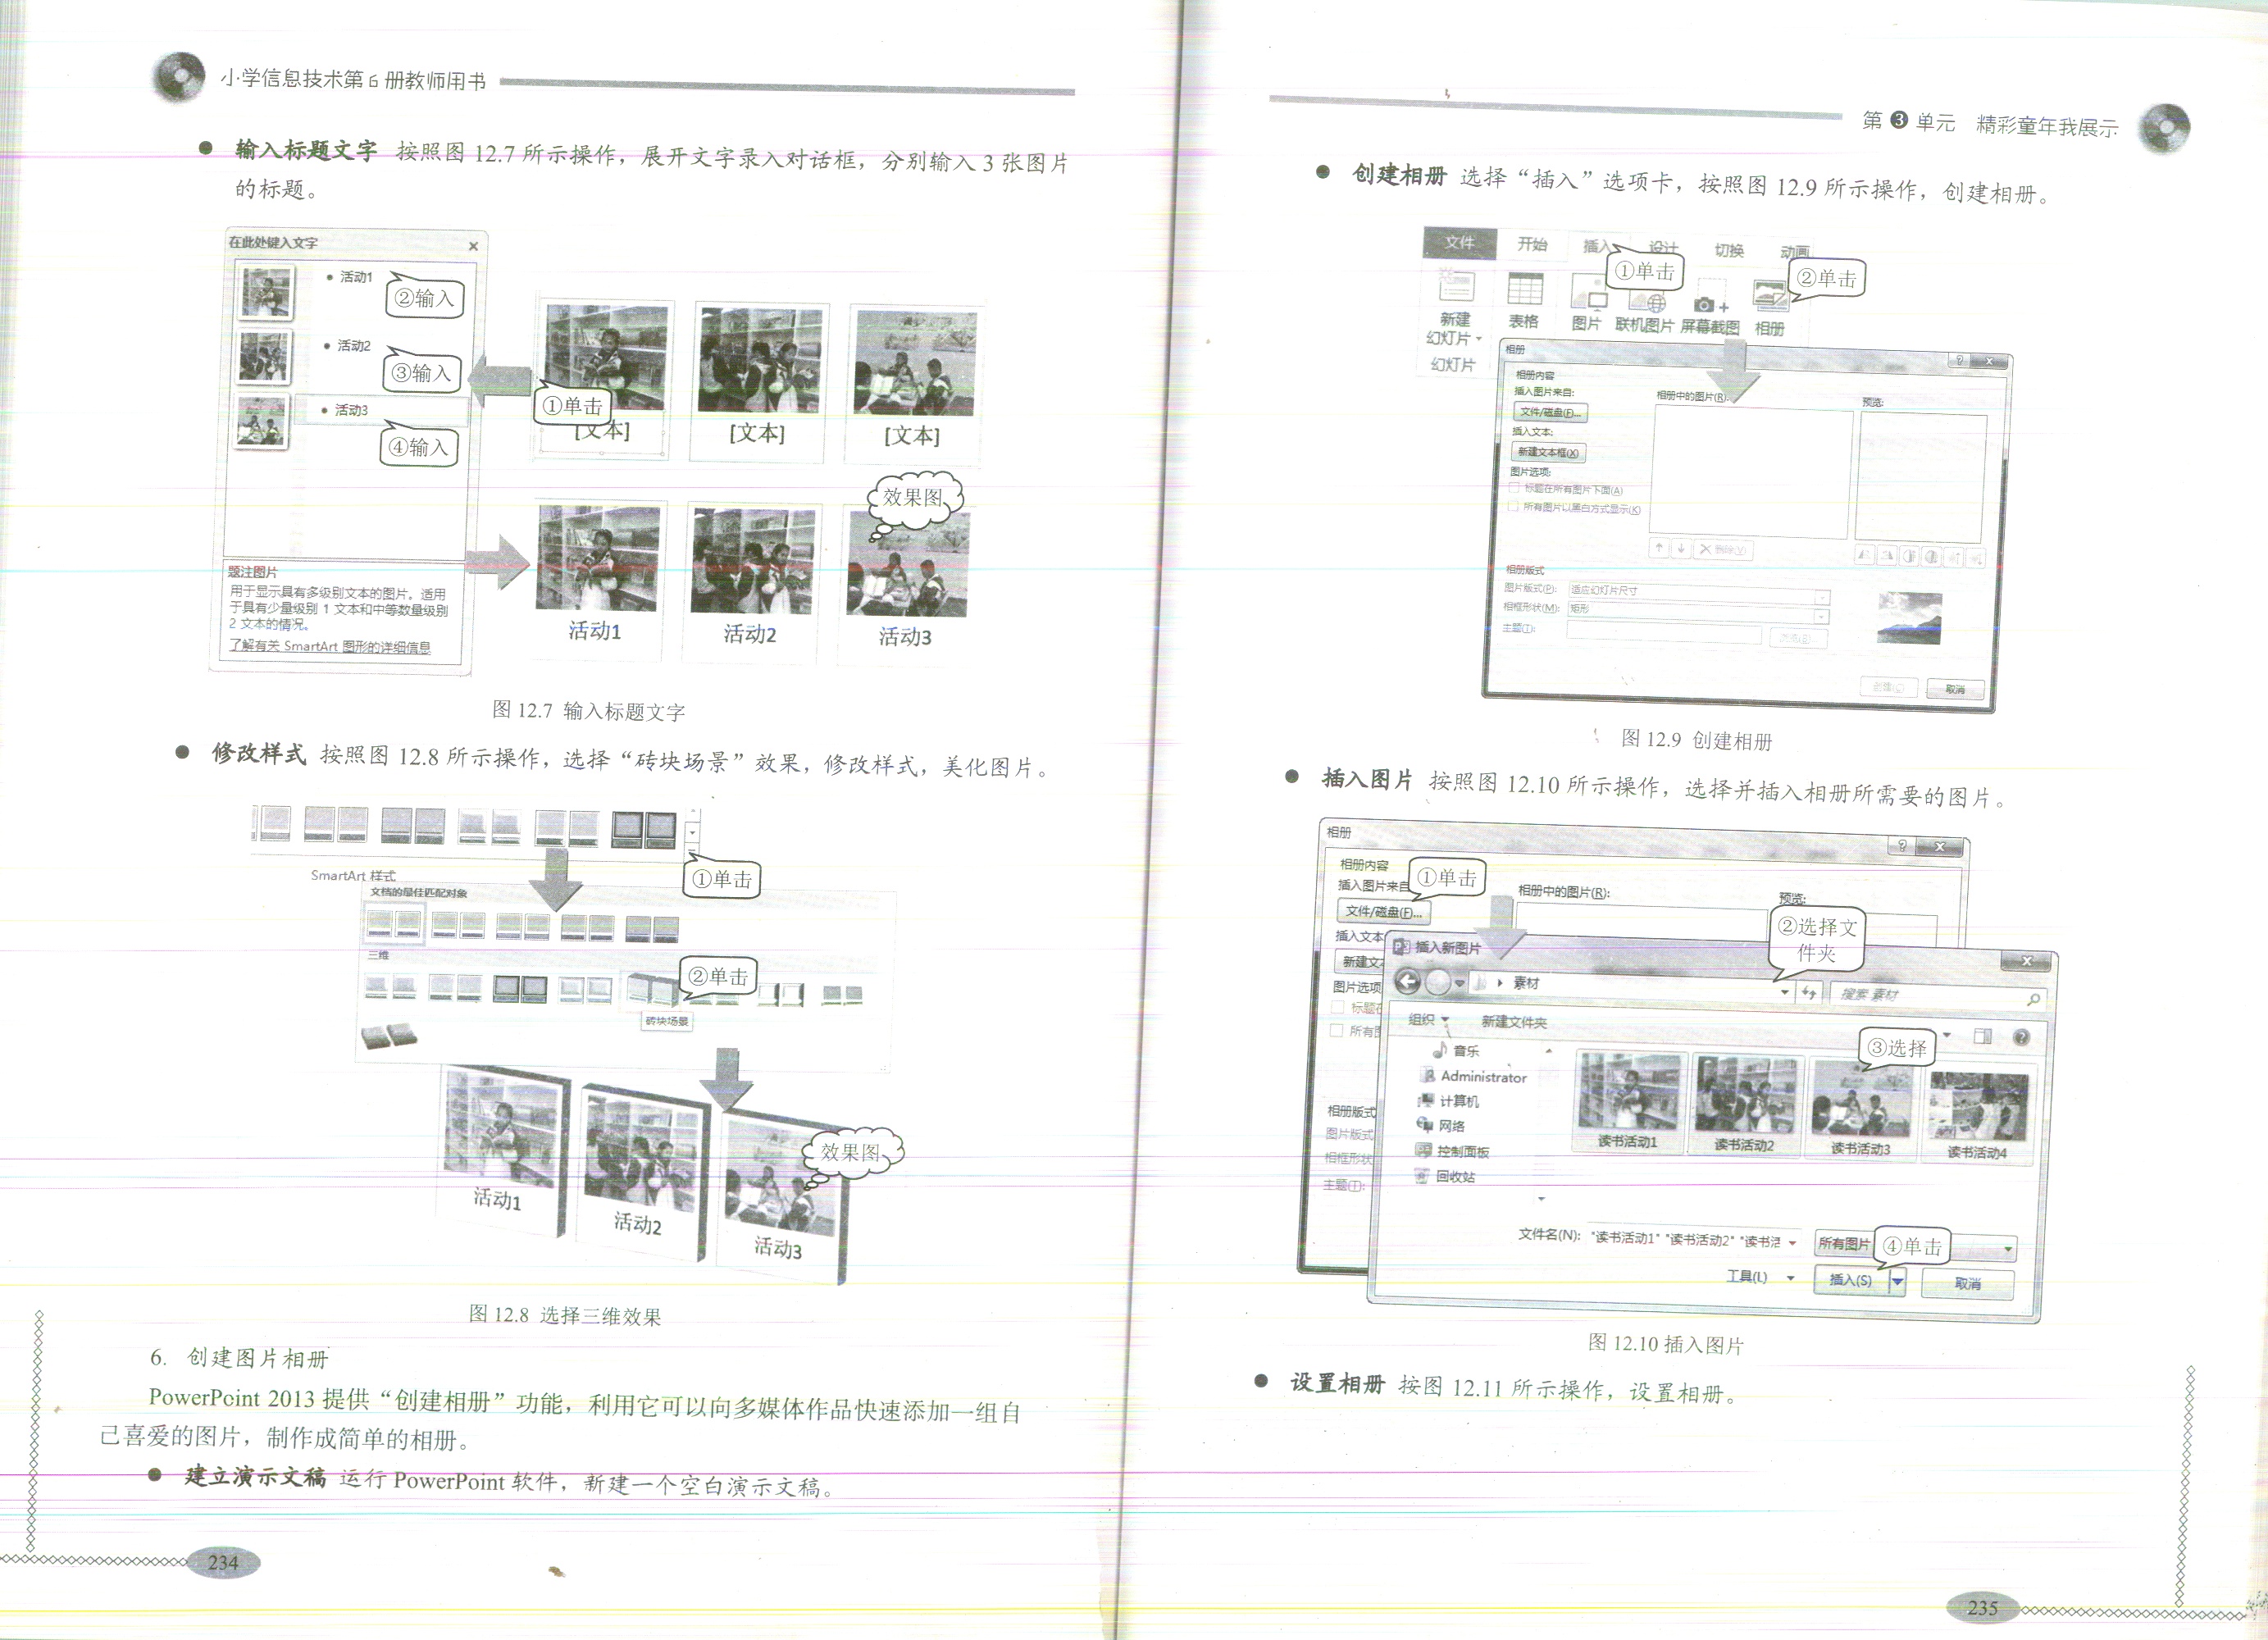 小学信息技术第6册教师用书
● 输入标题文字 按照图 12.7 所示操作，展开文字录入对话框，分别输入 3 张图片
的标题。
在此处键入文字
活动1
②输入
活动2
③输入
活动3
④输入
①单击
[文本]
[文本]
[文本]
效果图
题注图片
用于显示具有多级别文本的图片。适用
于具有少量级别 1 文本和中等数量级别
2 文本的情况。
了解有关 SmartArt 图形的详细信息
活动1
活动2
活动3
图 12.7 输入标题文字
● 修改样式 按照图 12.8 所示操作，选择“砖块场景”效果，修改样式，美化图片。
①单击
SmartArt 样式
文档的最佳匹配对象
三维
②单击
砖块场景
效果图
活动1
活动2
活动3
图 12.8 选择三维效果
6. 创建图片相册
PowerPoint 2013 提供“创建相册”功能，利用它可以向多媒体作品快速添加一组自
己喜爱的图片，制作成简单的相册。
● 建立演示文稿 运行 PowerPoint 软件，新建一个空白演示文稿。
234
第 3 单元 精彩童年我展示
● 创建相册 选择“插入”选项卡，按照图 12.9 所示操作，创建相册。
文件 开始 插入 设计 切换 动画
①单击
②单击
新建
幻灯片
表格
图片
联机图片
屏幕截图
相册
幻灯片
相册
相册内容
插入图片来自:
文件/磁盘(F)...
插入文本:
新建文本框(X)
图片选项:
标题在所有图片下面(A)
所有图片以黑白方式显示(K)
相册中的图片(R):
预览:
删除(V)
相册版式
图片版式(P): 适应幻灯片尺寸
相框形状(M): 矩形
主题(T):
浏览(B)...
创建(C)
取消
图 12.9 创建相册
● 插入图片 按照图 12.10 所示操作，选择并插入相册所需要的图片。
相册
相册内容
插入图片来自
①单击
文件/磁盘(F)...
相册中的图片(R):
预览:
②选择文
件夹
插入文本
新建文
图片选项
标题在
所有图
插入新图片
素材
搜索 素材
组织
新建文件夹
③选择
音乐
Administrator
计算机
网络
控制面板
回收站
读书活动1
读书活动2
读书活动3
读书活动4
相册版式
图片版式
相框形状
主题(T):
文件名(N): "读书活动1" "读书活动2" "读书活
所有图片
④单击
工具(L)
插入(S)
取消
图 12.10 插入图片
● 设置相册 按图 12.11 所示操作，设置相册。
235